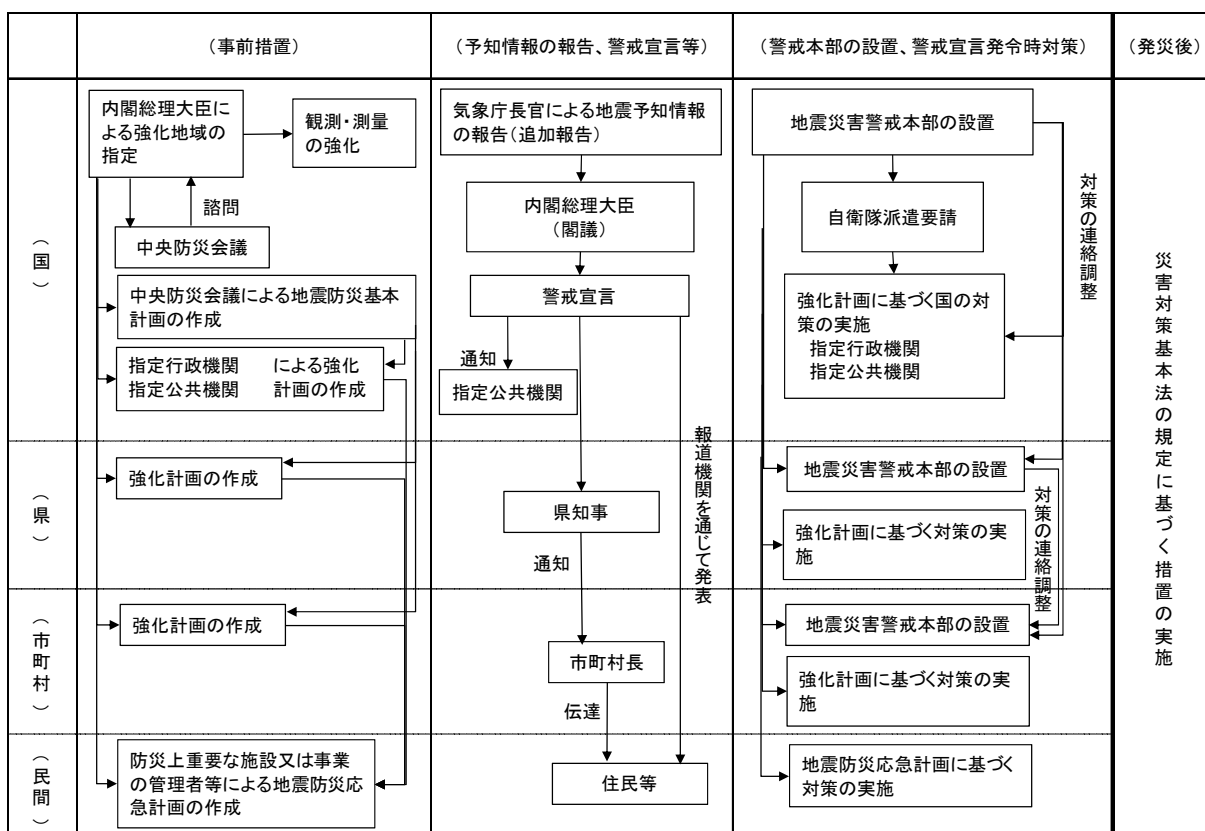 （事前措置）
（予知情報の報告、警戒宣言等）
（警戒本部の設置、警戒宣言発令時対策）
（発災後）
（国）
内閣総理大臣に
よる強化地域の
指定
観測・測量
の強化
諮問
中央防災会議
中央防災会議による地震防災基本
計画の作成
指定行政機関　による強化
指定公共機関　計画の作成
気象庁長官による地震予知情報
の報告（追加報告）
内閣総理大臣
（閣議）
警戒宣言
通知
指定公共機関
報道機関を通じて発表
地震災害警戒本部の設置
自衛隊派遣要請
強化計画に基づく国の対
策の実施
指定行政機関
指定公共機関
対策の連絡調整
災害対策基本法の規定に基づく措置の実施
（県）
強化計画の作成
県知事
通知
地震災害警戒本部の設置
強化計画に基づく対策の実
施
対策の連絡調整
（市町村）
強化計画の作成
市町村長
伝達
地震災害警戒本部の設置
強化計画に基づく対策の実
施
（民間）
防災上重要な施設又は事業
の管理者等による地震防災応
急計画の作成
住民等
地震防災応急計画に基づく
対策の実施